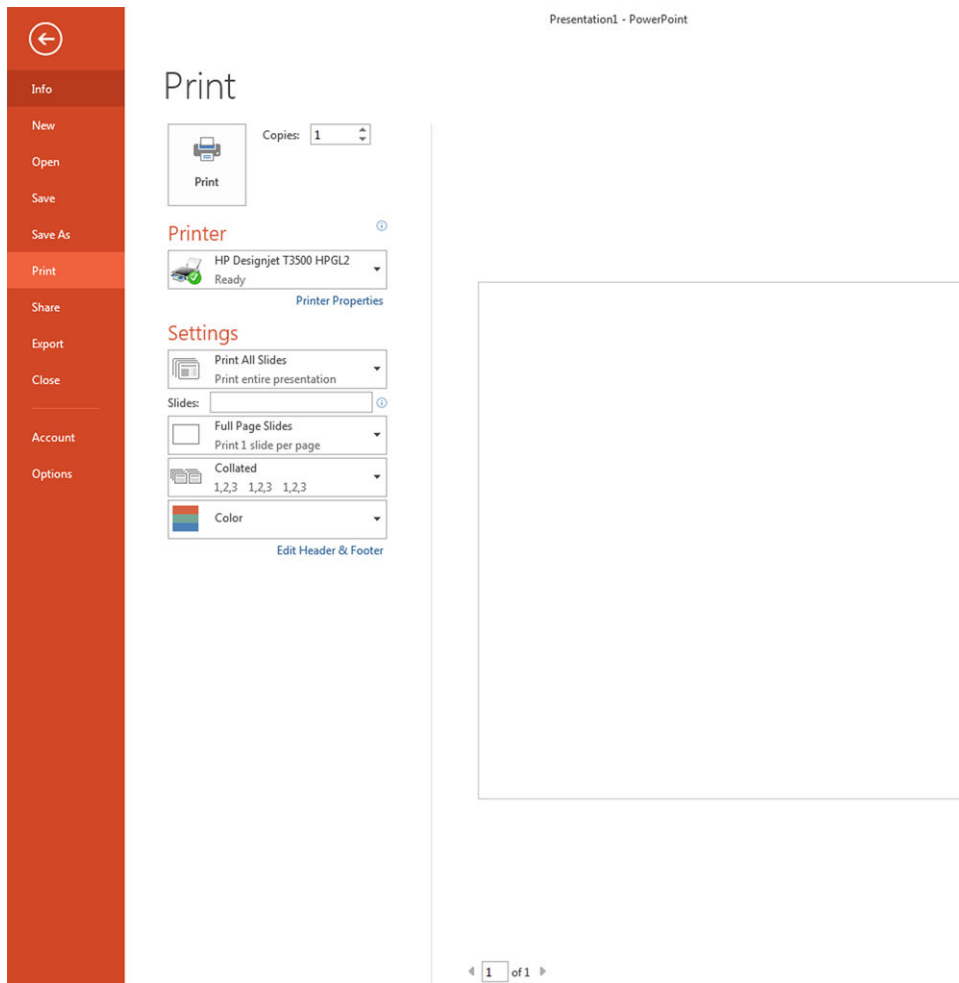 Presentation1 - PowerPoint
Info
New
Open
Save
Save As
Print
Share
Export
Close
Account
Options
Print
Copies: 1
Print
Printer
HP Designjet T3500 HPGL2
Ready
Printer Properties
Settings
Print All Slides
Print entire presentation
Slides:
Full Page Slides
Print 1 slide per page
Collated
1,2,3 1,2,3 1,2,3
Color
Edit Header & Footer
1 of 1